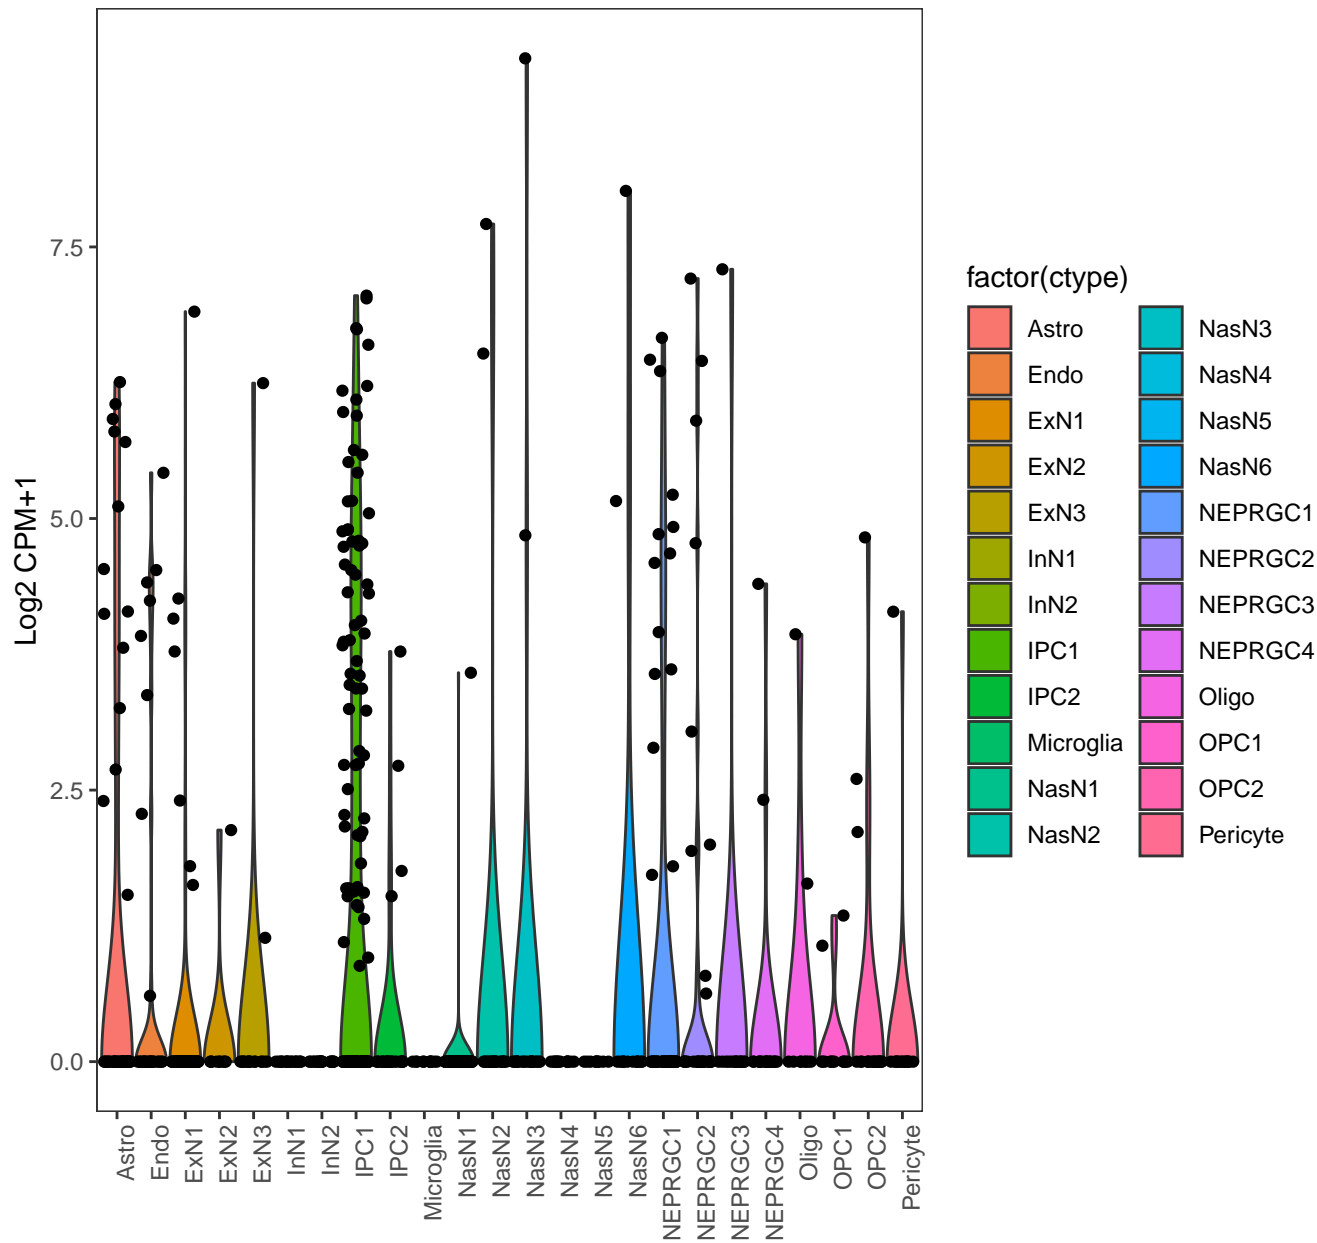 Log2 CPM+1
7.5
5.0
2.5
0.0
Astro
Endo
ExN1
ExN2
ExN3
InN1
InN2
IPC1
IPC2
Microglia
NasN1
NasN2
NasN3
NasN4
NasN5
NasN6
NEPRGC1
NEPRGC2
NEPRGC3
NEPRGC4
Oligo
OPC1
OPC2
Pericyte
factor(ctype)
Astro
Endo
ExN1
ExN2
ExN3
InN1
InN2
IPC1
IPC2
Microglia
NasN1
NasN2
NasN3
NasN4
NasN5
NasN6
NEPRGC1
NEPRGC2
NEPRGC3
NEPRGC4
Oligo
OPC1
OPC2
Pericyte